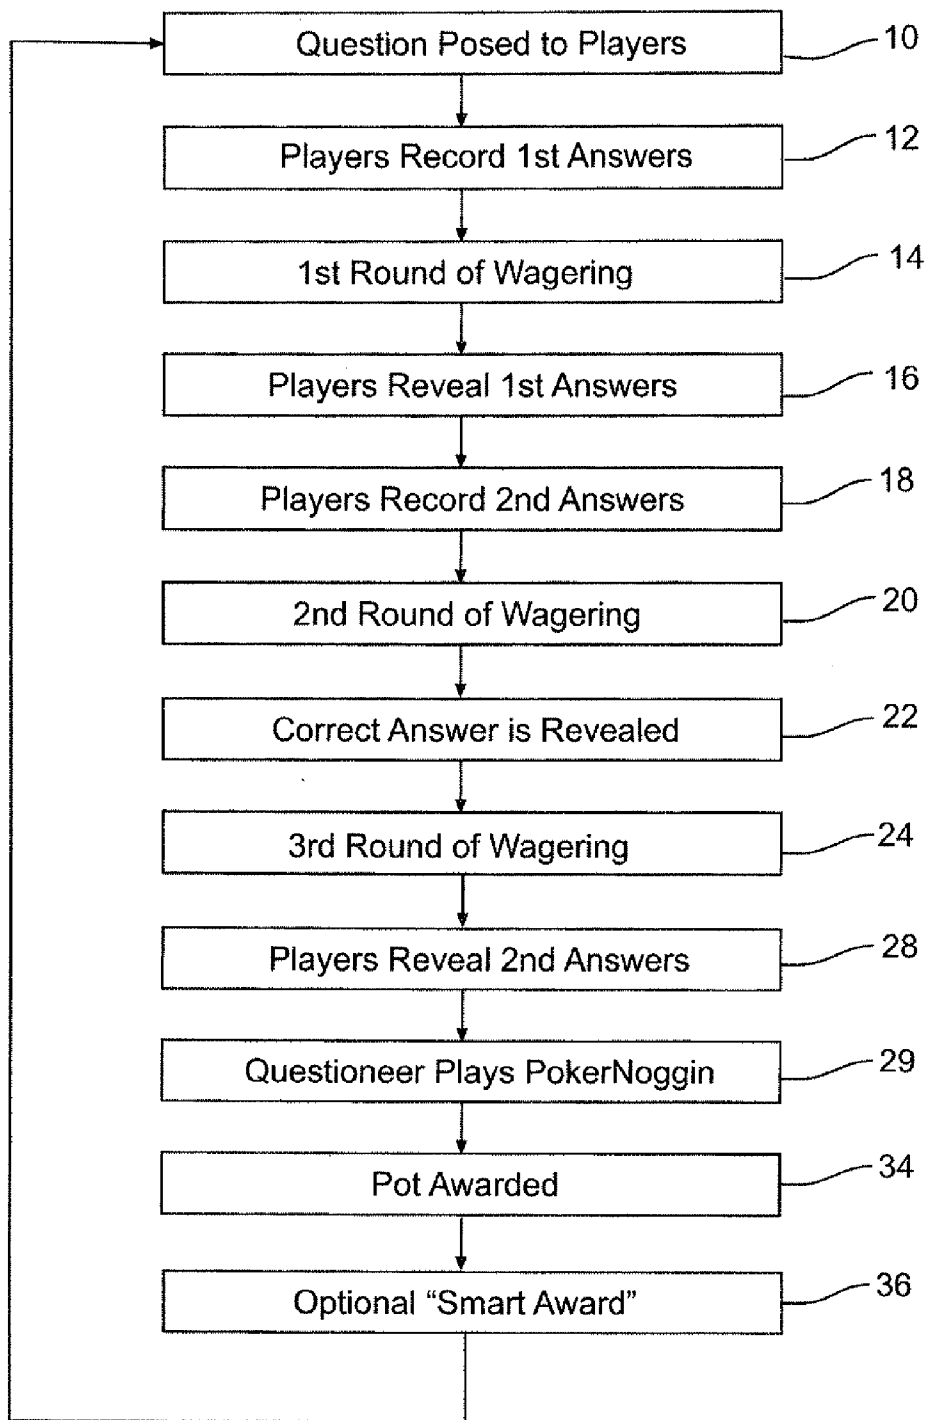 Question Posed to Players 10
Players Record 1st Answers 12
1st Round of Wagering 14
Players Reveal 1st Answers 16
Players Record 2nd Answers 18
2nd Round of Wagering 20
Correct Answer is Revealed 22
3rd Round of Wagering 24
Players Reveal 2nd Answers 28
Questioneer Plays PokerNoggin 29
Pot Awarded 34
Optional “Smart Award” 36